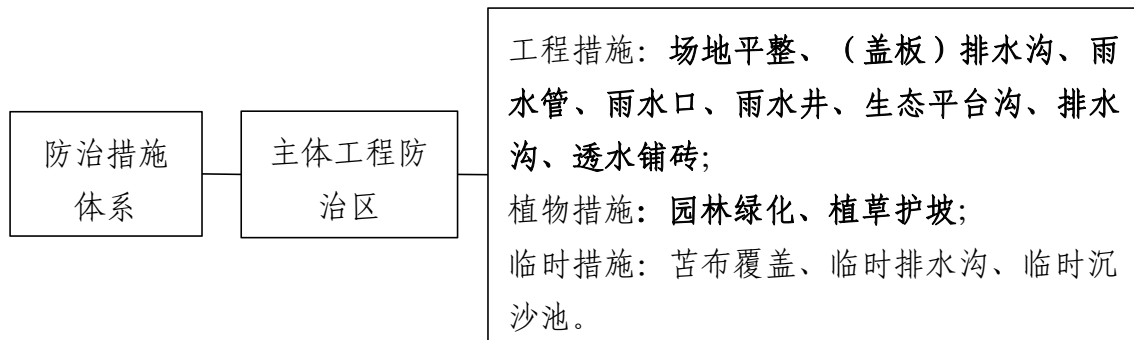 防治措施
体系
主体工程防
治区
工程措施：场地平整、（盖板）排水沟、雨
水管、雨水口、雨水井、生态平台沟、排水
沟、透水铺砖;
植物措施：园林绿化、植草护坡;
临时措施：苫布覆盖、临时排水沟、临时沉
沙池。